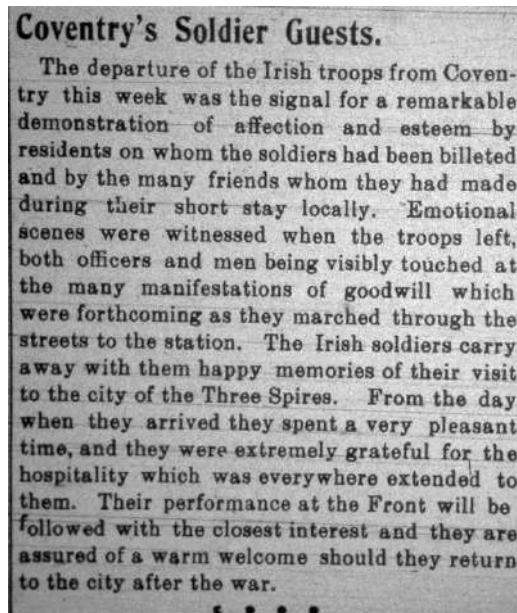 Coventry's Soldier Guests.
The departure of the Irish troops from Coven-
try this week was the signal for a remarkable
demonstration of affection and esteem by
residents on whom the soldiers had been billeted
and by the many friends whom they had made
during their short stay locally. Emotional
scenes were witnessed when the troops left,
both officers and men being visibly touched at
the many manifestations of goodwill which
were forthcoming as they marched through the
streets to the station. The Irish soldiers carry
away with them happy memories of their visit
to the city of the Three Spires. From the day
when they arrived they spent a very pleasant
time, and they were extremely grateful for the
hospitality which was everywhere extended to
them. Their performance at the Front will be
followed with the closest interest and they are
assured of a warm welcome should they return
to the city after the war.